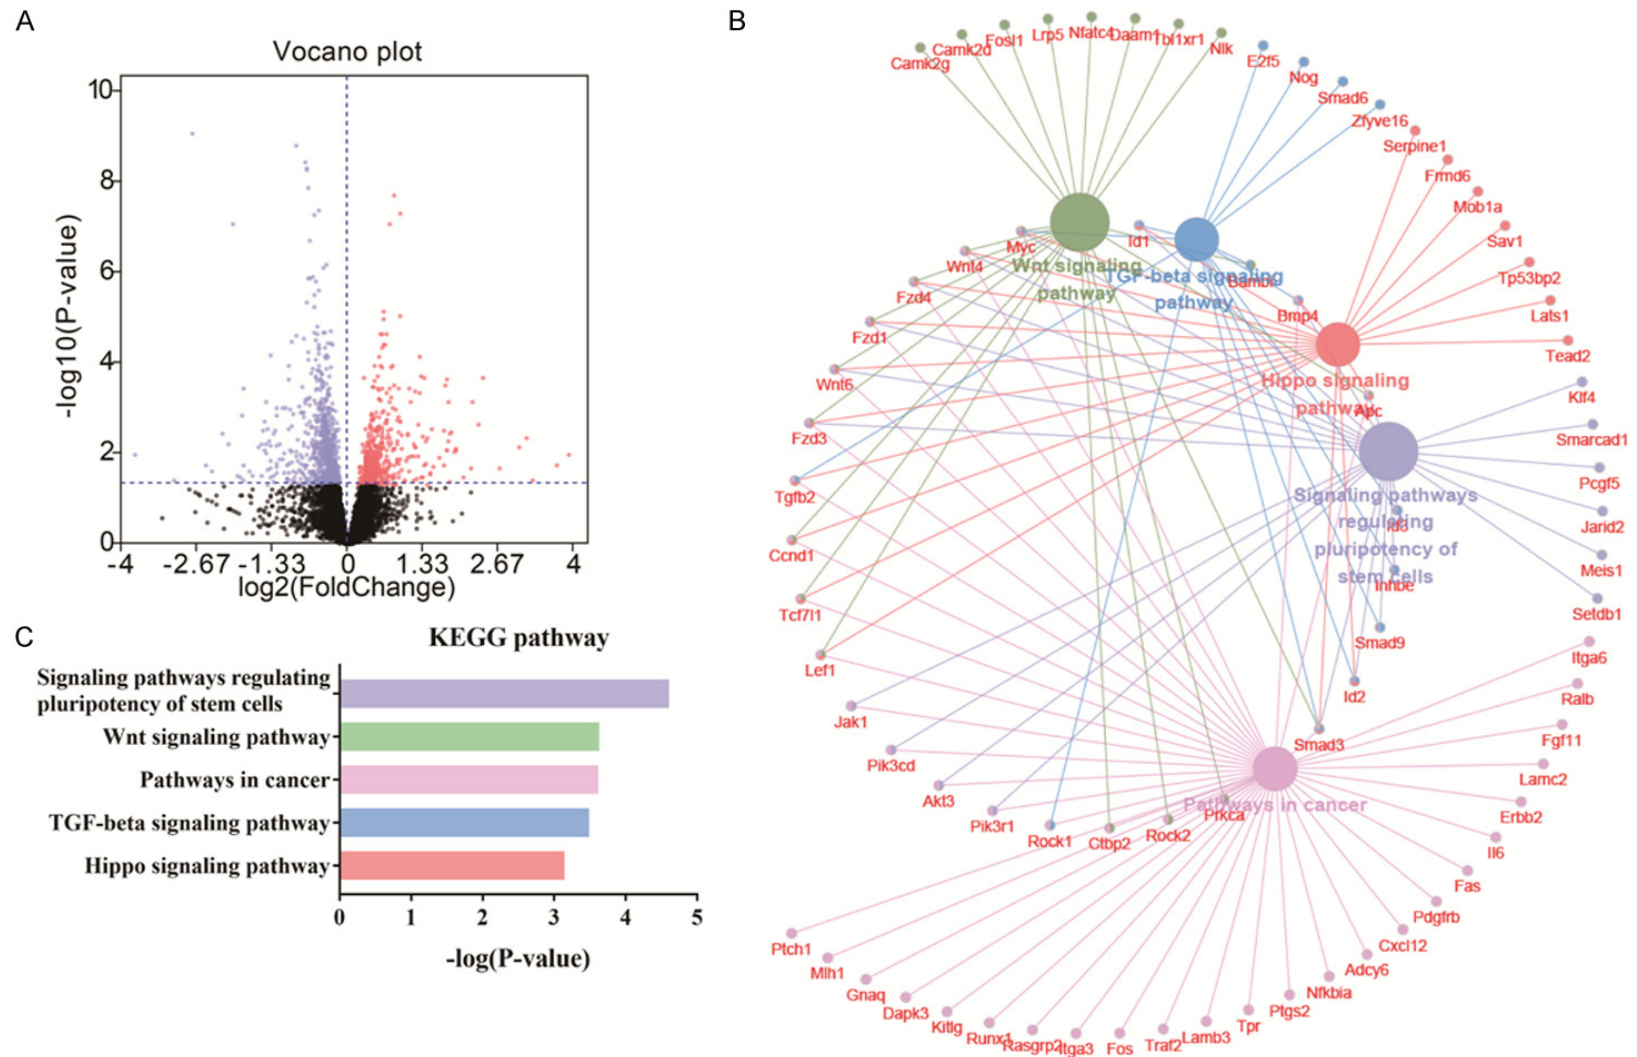 A
Vocano plot
10
8
6
4
2
0
-4
-2.67
-1.33
0
1.33
2.67
4
-log10(P-value)
log2(FoldChange)
B
Camk2g
Camk2d
Fosl1
Lrp5
Nfatc4
Daam1
Tbl1xr1
Nlk
E2f5
Nog
Smad6
Zfyve16
Serpine1
Frmd6
Mob1a
Sav1
Tp53bp2
Lats1
Tead2
Klf4
Smarcad1
Pcgf5
Jarid2
Meis1
Setdb1
Itga6
Ralb
Fgf11
Lamc2
Erbb2
Il6
Fas
Pdgfrb
Cxcl12
Adcy6
Nfkbia
Ptgs2
Tpr
Lamb3
Traf2
Fos
Itga3
Rasgrp2
Runx1
Kitlg
Dapk3
Gnaq
Mlh1
Ptch1
Myc
Wnt4
Fzd4
Fzd1
Wnt6
Fzd3
Tgfb2
Ccnd1
Tcf7l1
Lef1
Jak1
Pik3cd
Akt3
Pik3r1
Rock1
Ctbp2
Rock2
Prkca
Smad3
Id2
Smad9
Inhbe
Id3
Apc
Bmp4
Bambi
Id1
Wnt signaling
pathway
TGF-beta signaling
pathway
Hippo signaling
pathway
Signaling pathways
regulating
pluripotency of
stem cells
Pathways in cancer
C
KEGG pathway
Signaling pathways regulating
pluripotency of stem cells
Wnt signaling pathway
Pathways in cancer
TGF-beta signaling pathway
Hippo signaling pathway
0
1
2
3
4
5
-log(P-value)